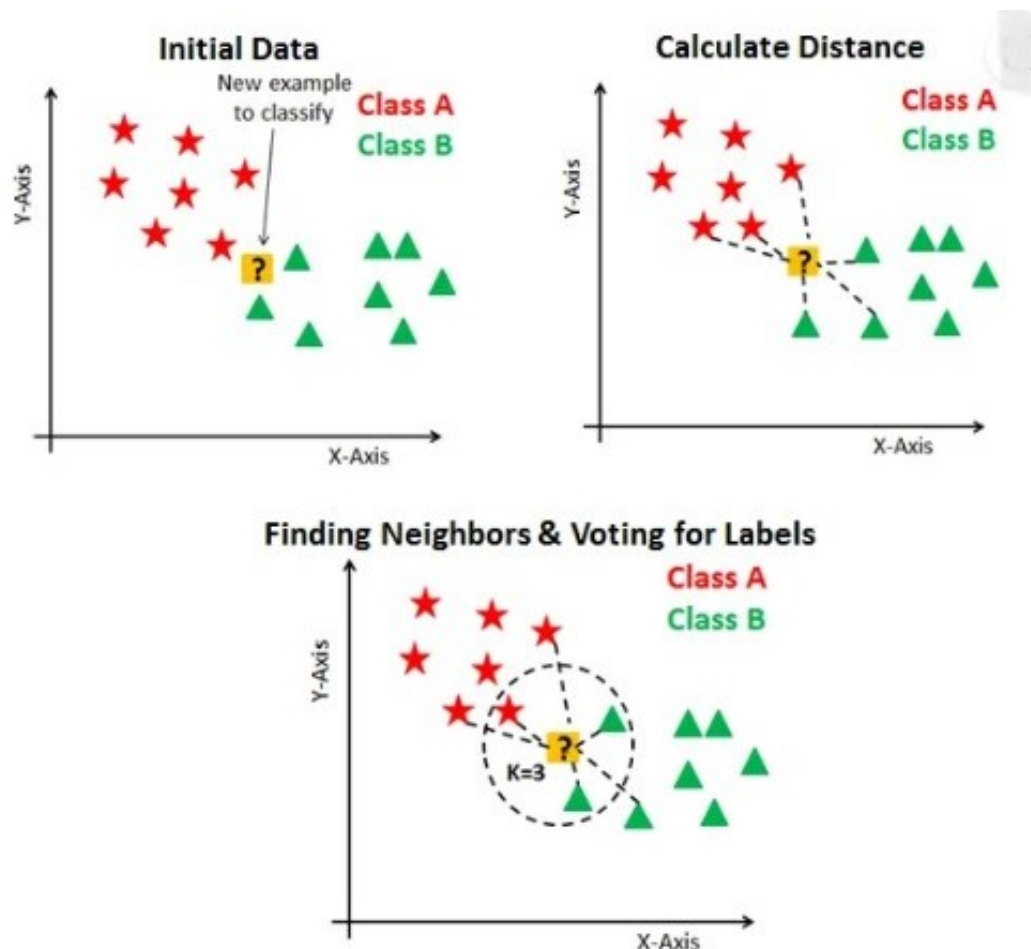 Initial Data
New example
to classify
Class A
Class B
?
Y-Axis
X-Axis
Calculate Distance
Class A
Class B
?
Y-Axis
X-Axis
Finding Neighbors & Voting for Labels
Class A
Class B
?
K=3
Y-Axis
X-Axis